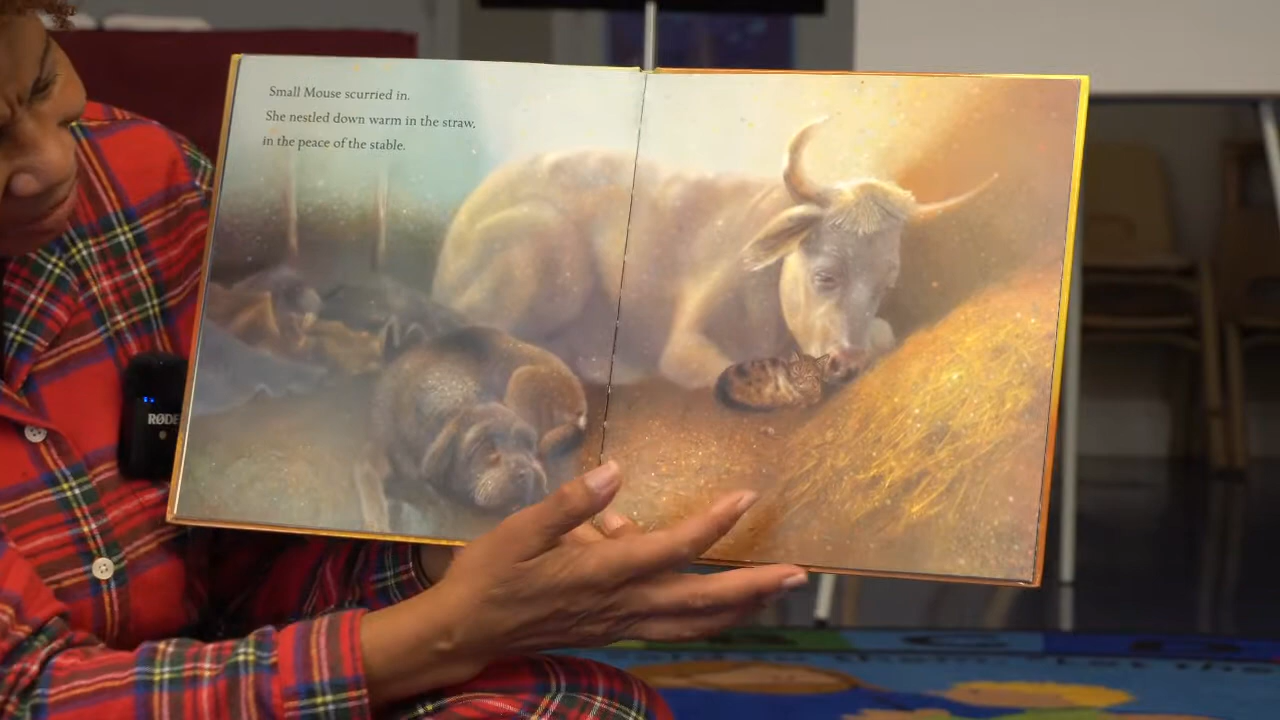 Small Mouse scurried in.
She nestled down warm in the straw,
in the peace of the stable.
RØDE